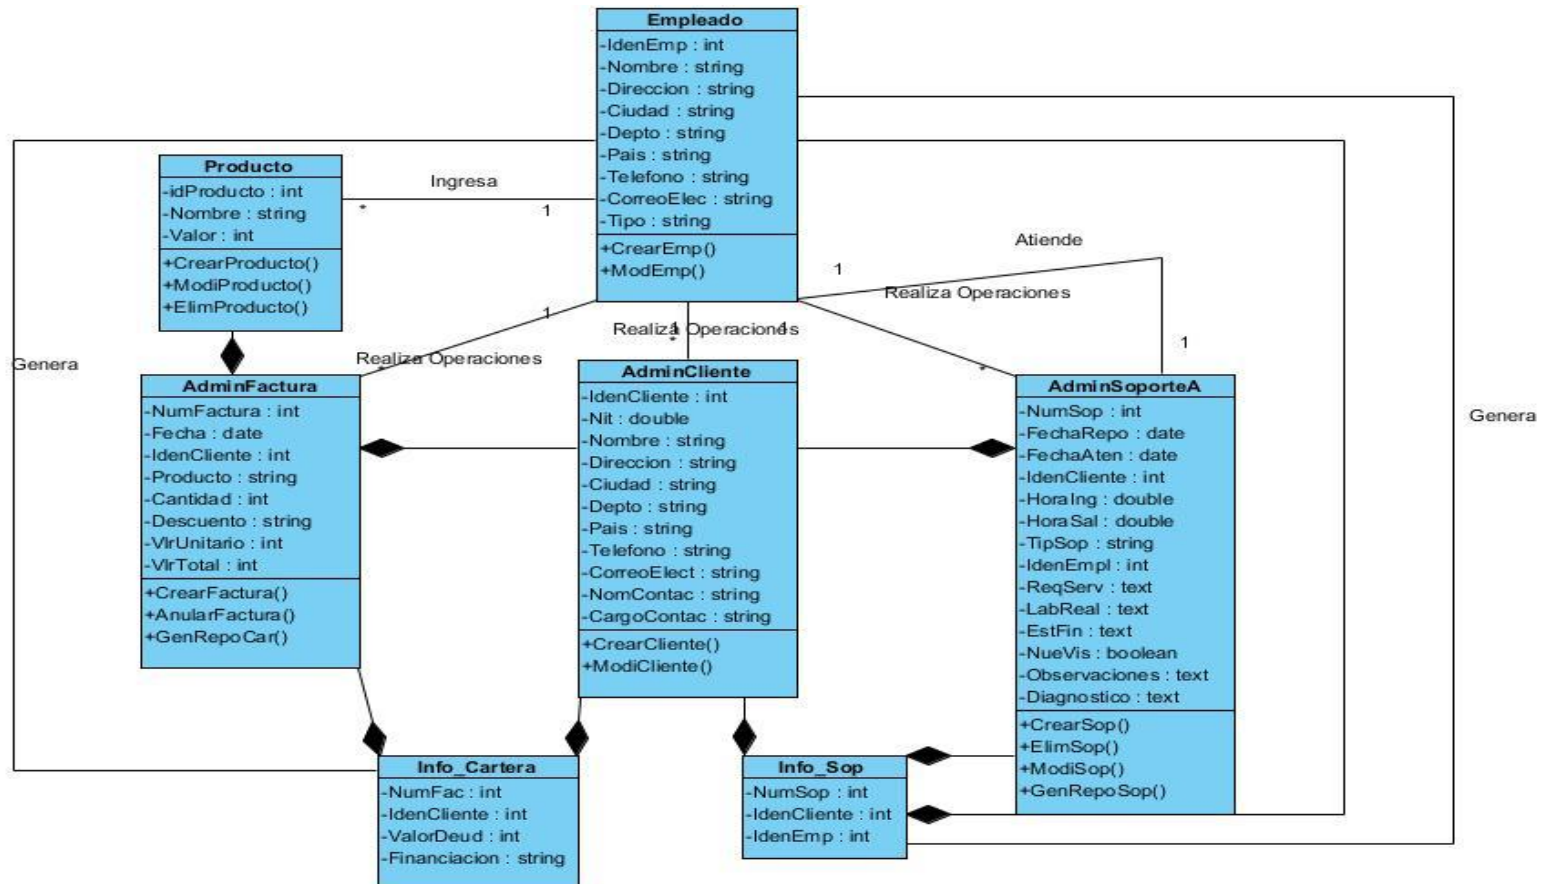 Empleado
-IdenEmp : int
-Nombre : string
-Direccion : string
-Ciudad : string
-Depto : string
-Pais : string
-Telefono : string
-CorreoElec : string
-Tipo : string
+CrearEmp()
+ModEmp()
Producto
-idProducto : int
-Nombre : string
-Valor : int
+CrearProducto()
+ModiProducto()
+ElimProducto()
Ingresa
*
1
Atiende
1
1
Realiza Operaciones
1
*
Realiza Operaciones
1
*
Realiza Operaciones
1
*
Genera
Genera
AdminFactura
-NumFactura : int
-Fecha : date
-IdenCliente : int
-Producto : string
-Cantidad : int
-Descuento : string
-VlrUnitario : int
-VlrTotal : int
+CrearFactura()
+AnularFactura()
+GenRepoCar()
AdminCliente
-IdenCliente : int
-Nit : double
-Nombre : string
-Direccion : string
-Ciudad : string
-Depto : string
-Pais : string
-Telefono : string
-CorreoElect : string
-NomContac : string
-CargoContac : string
+CrearCliente()
+ModiCliente()
AdminSoporteA
-NumSop : int
-FechaRepo : date
-FechaAten : date
-IdenCliente : int
-HoraIng : double
-HoraSal : double
-TipSop : string
-IdenEmpl : int
-ReqServ : text
-LabReal : text
-EstFin : text
-NueVis : boolean
-Observaciones : text
-Diagnostico : text
+CrearSop()
+ElimSop()
+ModiSop()
+GenRepoSop()
Info_Cartera
-NumFac : int
-IdenCliente : int
-ValorDeud : int
-Financiacion : string
Info_Sop
-NumSop : int
-IdenCliente : int
-IdenEmp : int